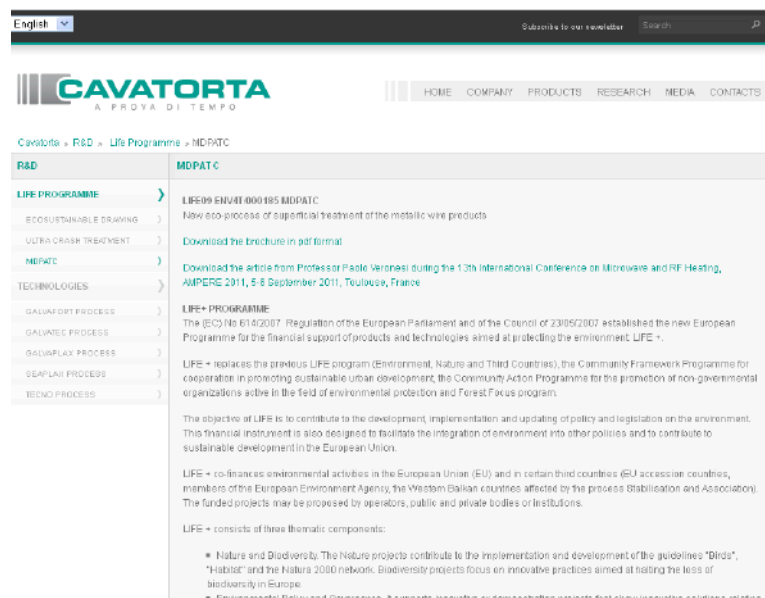 English
Subscribe to our newsletter
Search
CAVATORTA
A PROVA DI TEMPO
HOME COMPANY PRODUCTS RESEARCH MEDIA CONTACTS
Cavatorta » R&D » Life Programme » MDPATC
R&D
LIFE PROGRAMME
ECOSUSTAINABLE DRAWING
ULTRA CRASH TREATMENT
MDPATC
TECHNOLOGIES
GALVAFORT PROCESS
GALVATEC PROCESS
GALVAPLAX PROCESS
SEAPLAX PROCESS
TECNO PROCESS
MDPATC
LIFE09 ENV/IT/000185 MDPATC
New eco-process of superficial treatment of the metallic wire products
Download the brochure in pdf format
Download the article from Professor Paolo Veronesi during the 13th International Conference on Microwave and RF Heating,
AMPERE 2011, 5-8 September 2011, Toulouse, France
LIFE+ PROGRAMME
The (EC) No 614/2007 Regulation of the European Parliament and of the Council of 23/05/2007 established the new European
Programme for the financial support of products and technologies aimed at protecting the environment: LIFE +.
LIFE + replaces the previous LIFE program (Environment, Nature and Third Countries), the Community Framework Programme for
cooperation in promoting sustainable urban development, the Community Action Programme for the promotion of non-governmental
organizations active in the field of environmental protection and Forest Focus program.
The objective of LIFE is to contribute to the development, implementation and updating of policy and legislation on the environment.
This financial instrument is also designed to facilitate the integration of environment into other policies and to contribute to
sustainable development in the European Union.
LIFE + co-finances environmental activities in the European Union (EU) and in certain third countries (EU accession countries,
members of the European Environment Agency, the Western Balkan countries affected by the process Stabilisation and Association).
The funded projects may be proposed by operators, public and private bodies or institutions.
LIFE + consists of three thematic components:
Nature and Biodiversity. The Nature projects contribute to the implementation and development of the guidelines "Birds",
"Habitat" and the Natura 2000 network. Biodiversity projects focus on innovative practices aimed at halting the loss of
biodiversity in Europe.